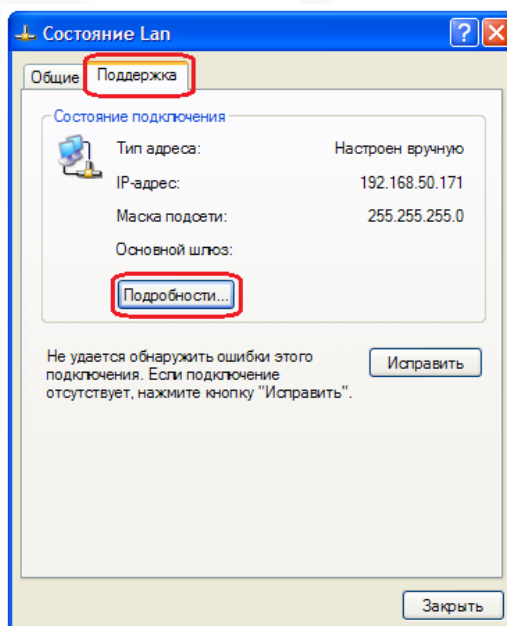 Состояние Lan
Общие Поддержка
Состояние подключения
Тип адреса: Настроен вручную
IP-адрес: 192.168.50.171
Маска подсети: 255.255.255.0
Основной шлюз:
Подробности...
Не удается обнаружить ошибки этого
подключения. Если подключение
отсутствует, нажмите кнопку "Исправить".
Исправить
Закрыть